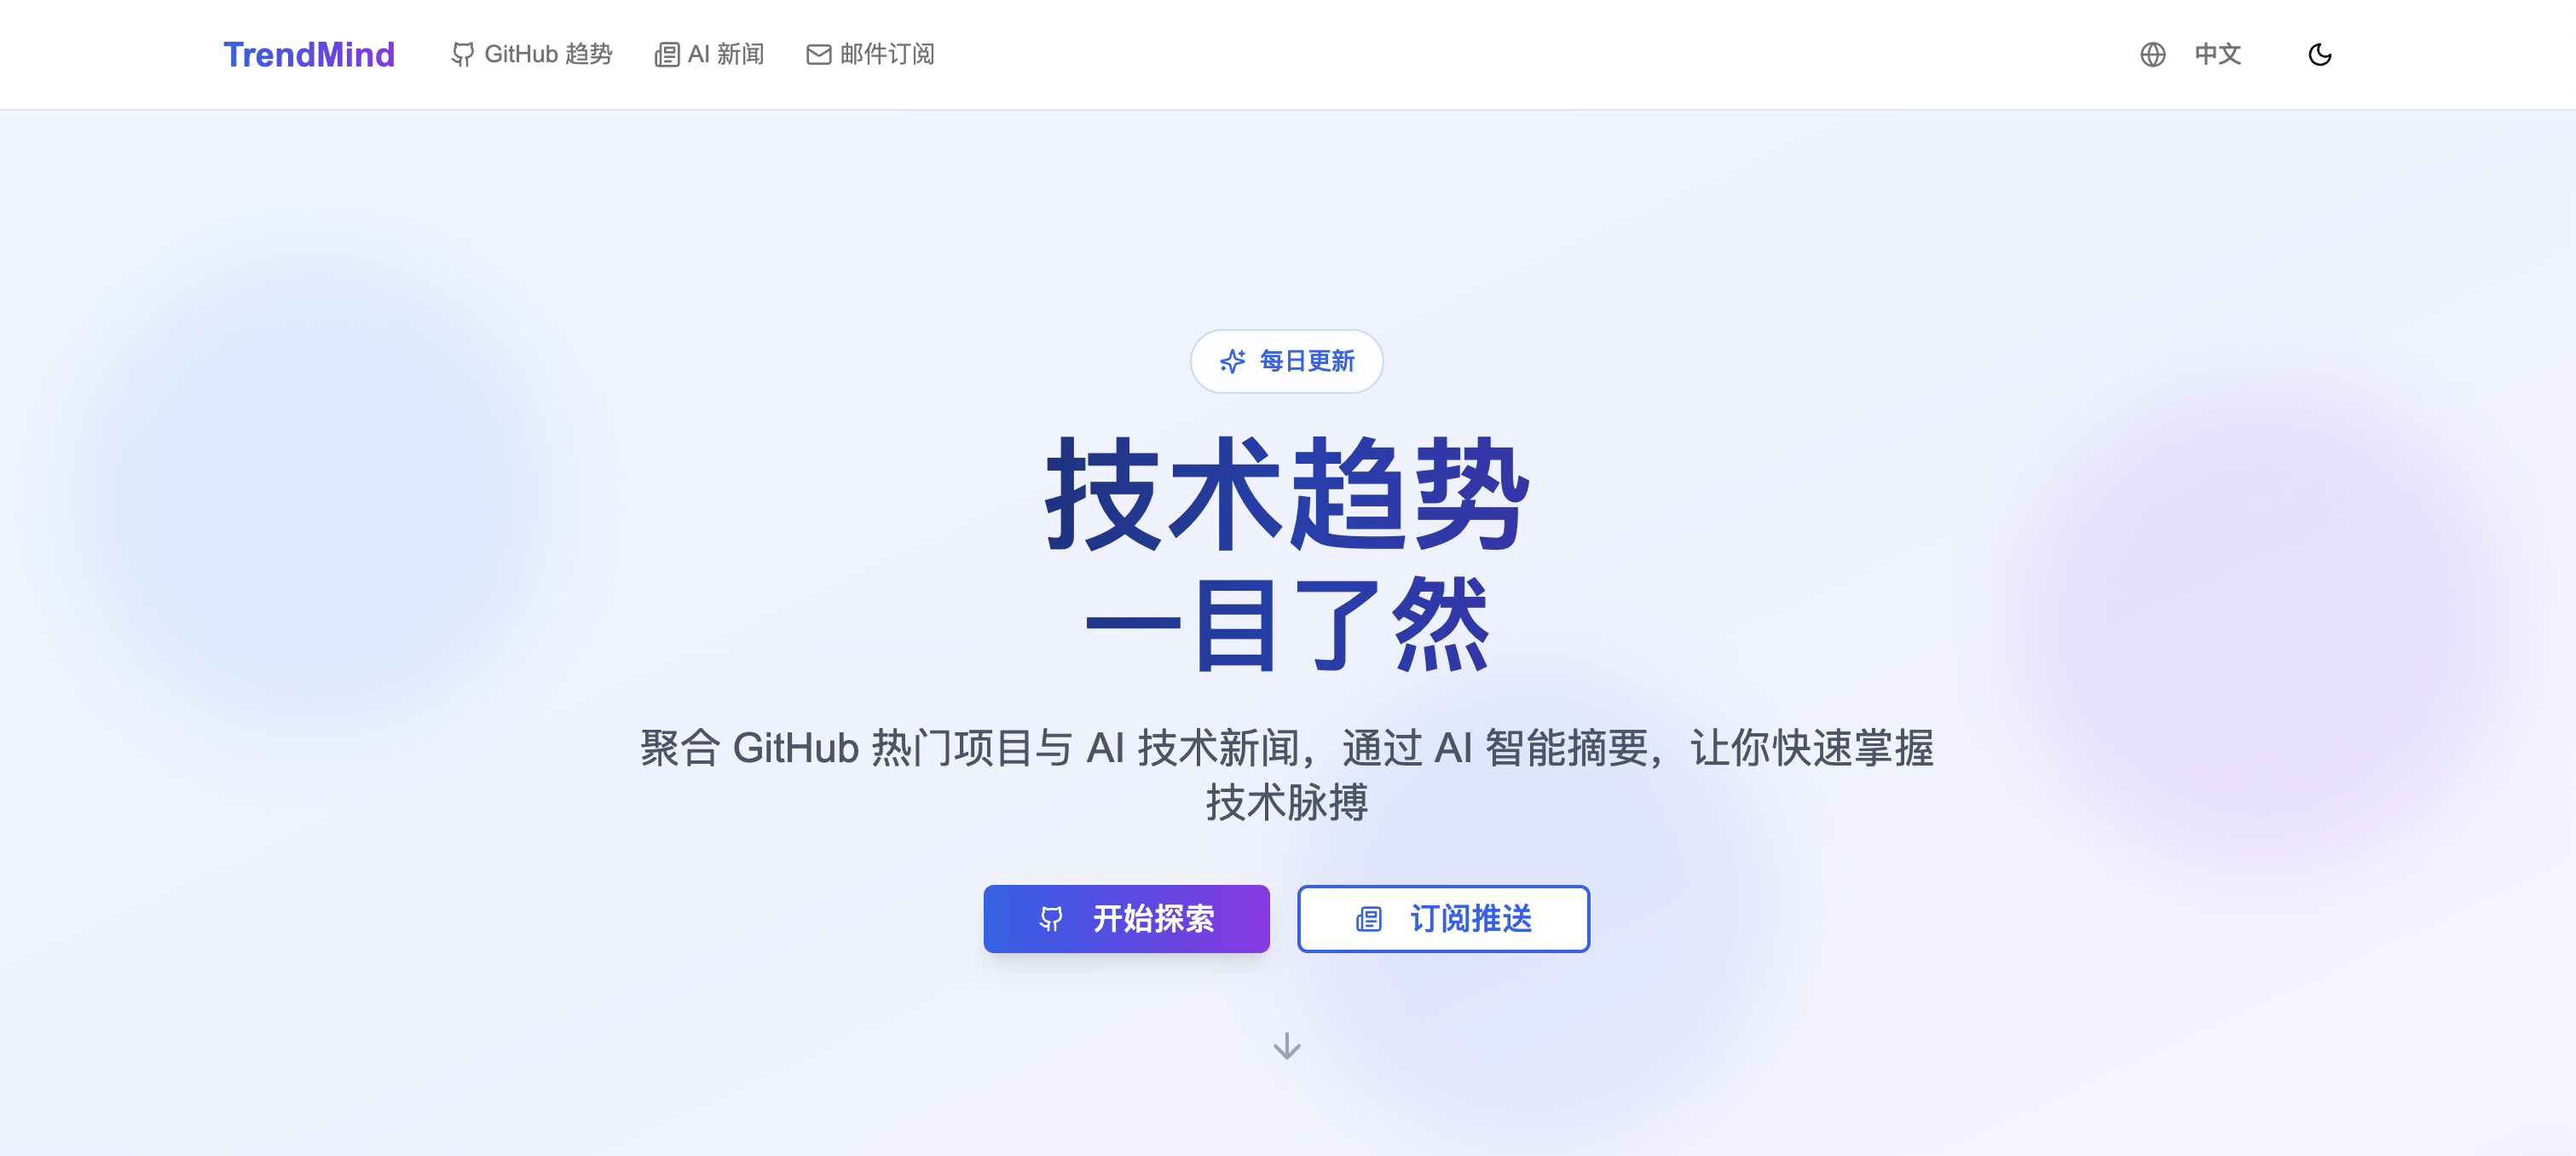 TrendMind
GitHub 趋势
AI 新闻
邮件订阅
中文
每日更新
技术趋势
一目了然
聚合 GitHub 热门项目与 AI 技术新闻，通过 AI 智能摘要，让你快速掌握
技术脉搏
开始探索
订阅推送